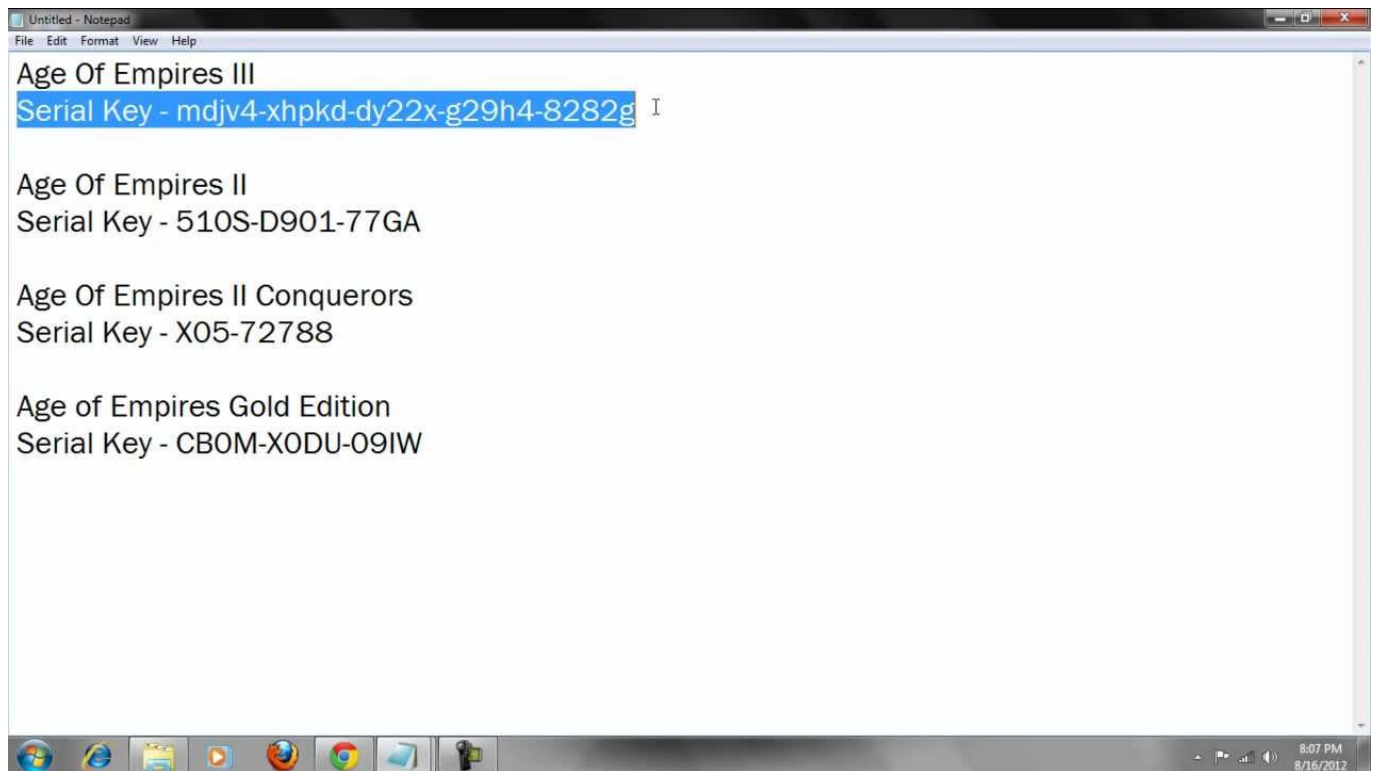 Untitled - Notepad
File Edit Format View Help
Age Of Empires III
Serial Key - mdjv4-xhpkd-dy22x-g29h4-8282g
Age Of Empires II
Serial Key - 510S-D901-77GA
Age Of Empires II Conquerors
Serial Key - X05-72788
Age of Empires Gold Edition
Serial Key - CB0M-X0DU-09IW
8:07 PM
8/16/2012